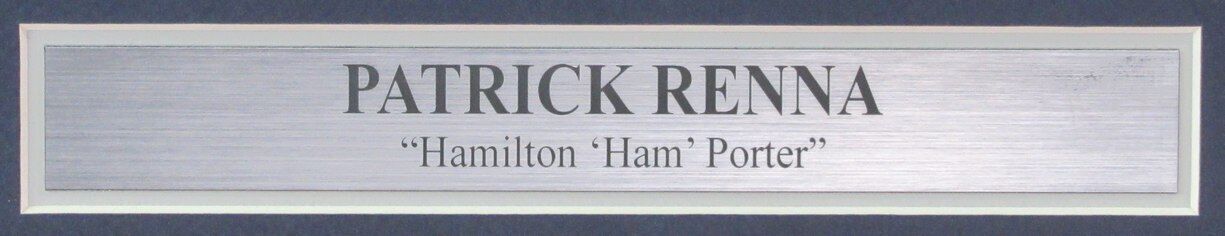 PATRICK RENNA
“Hamilton ‘Ham’ Porter”